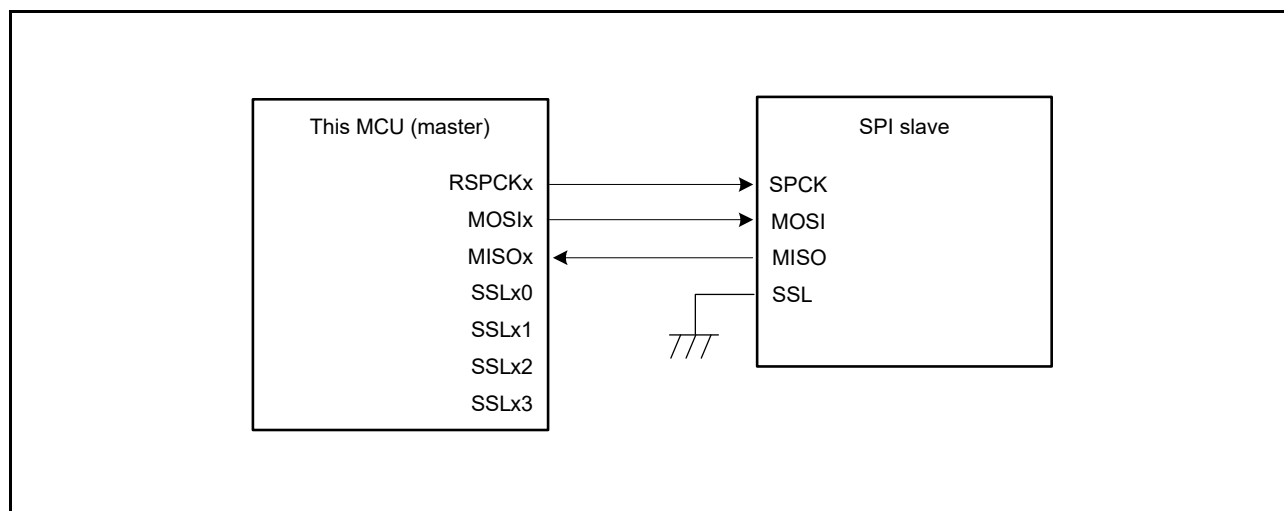 This MCU (master)
RSPCKx
MOSIx
MISOx
SSLx0
SSLx1
SSLx2
SSLx3
SPI slave
SPCK
MOSI
MISO
SSL